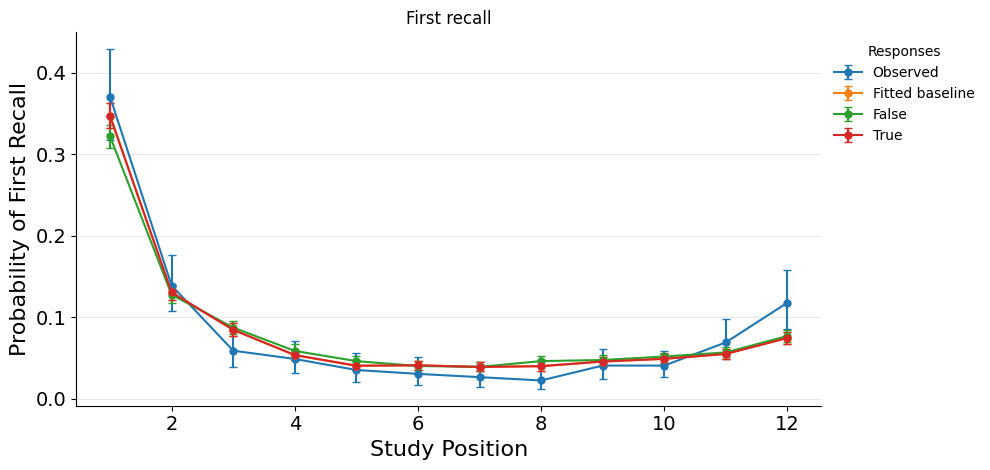 First recall
Probability of First Recall
0.4
0.3
0.2
0.1
0.0
2 4 6 8 10 12
Study Position
Responses
Observed
Fitted baseline
False
True